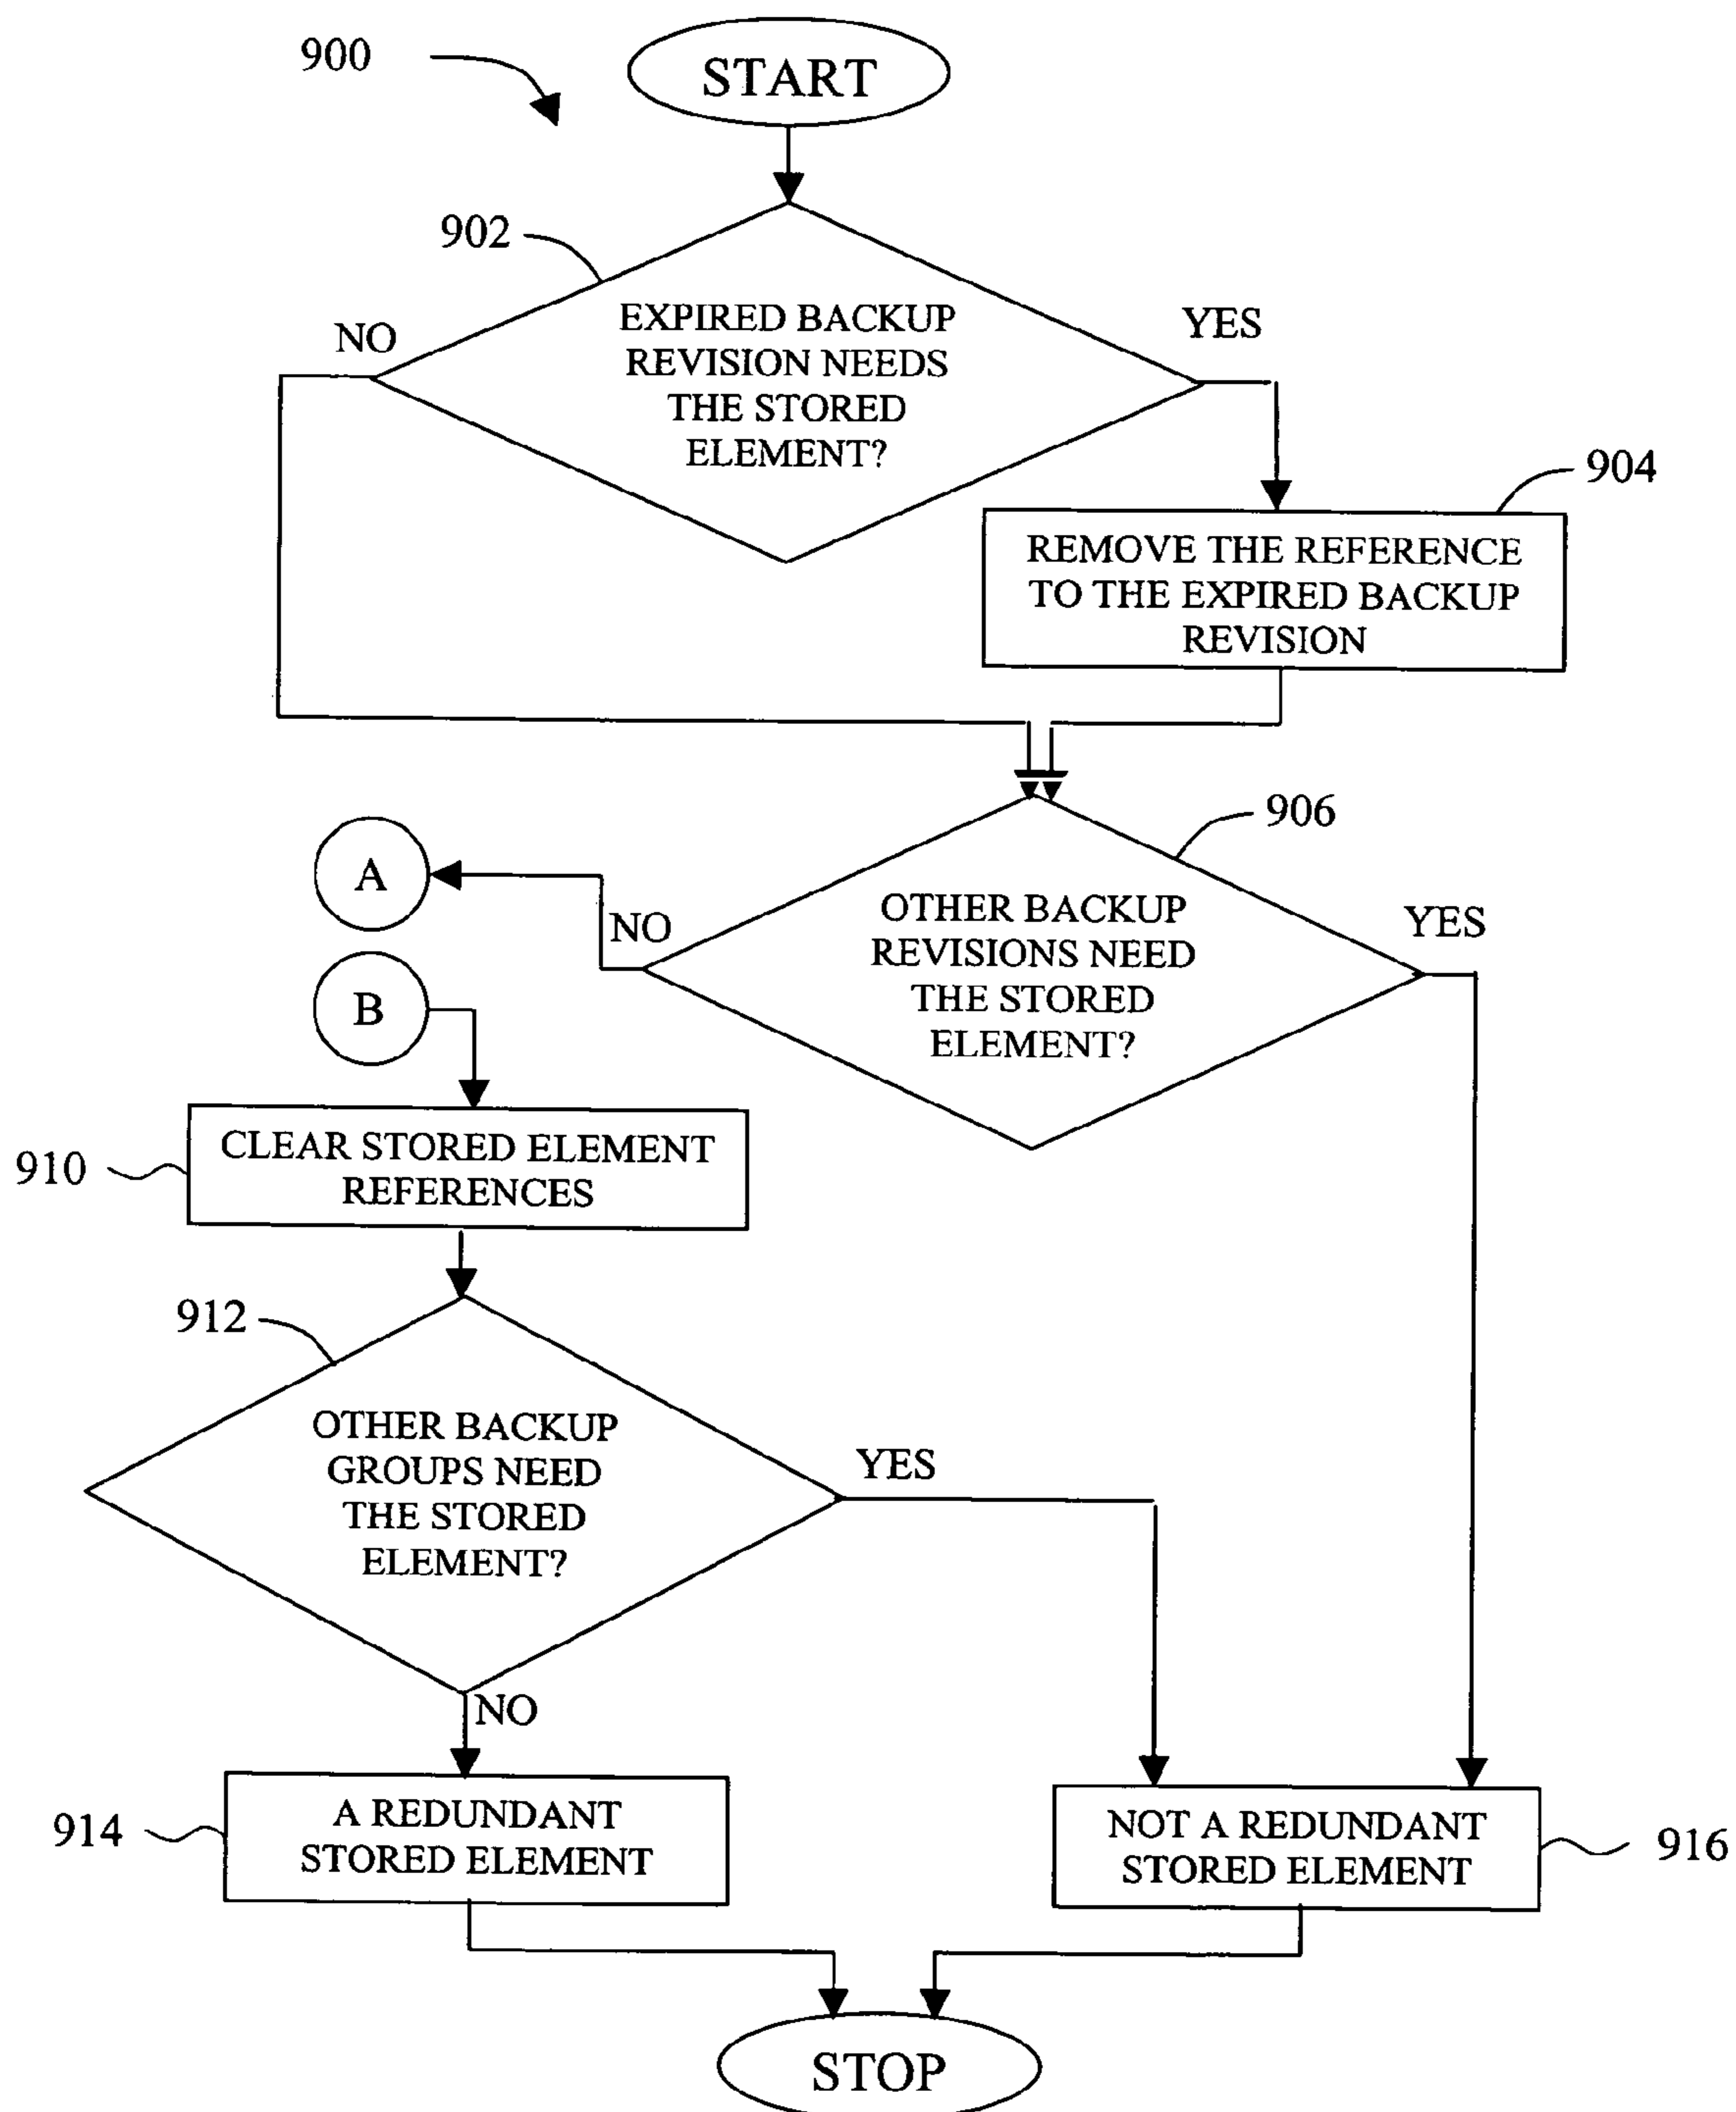 900
START
902
NO
YES
EXPIRED BACKUP
REVISION NEEDS
THE STORED
ELEMENT?
904
REMOVE THE REFERENCE
TO THE EXPIRED BACKUP
REVISION
906
A
NO
YES
OTHER BACKUP
REVISIONS NEED
THE STORED
ELEMENT?
B
910
CLEAR STORED ELEMENT
REFERENCES
912
OTHER BACKUP
GROUPS NEED
THE STORED
ELEMENT?
YES
NO
914
A REDUNDANT
STORED ELEMENT
NOT A REDUNDANT
STORED ELEMENT
916
STOP